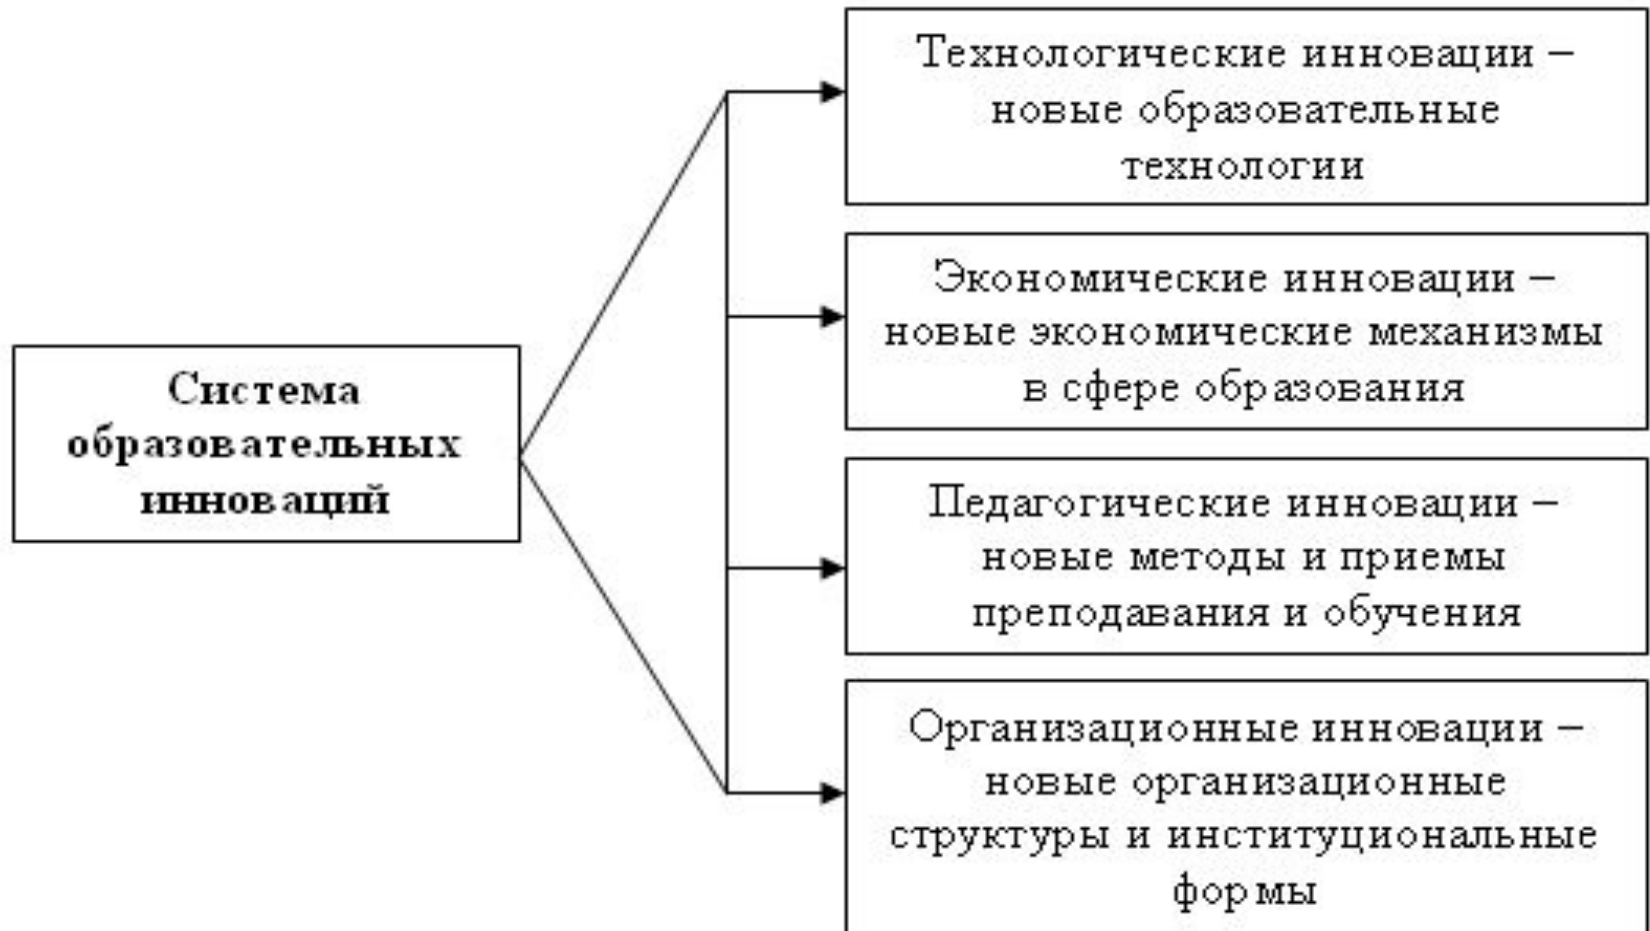 Система
образовательных
инноваций
Технологические инновации –
новые образовательные
технологии
Экономические инновации –
новые экономические механизмы
в сфере образования
Педагогические инновации –
новые методы и приемы
преподавания и обучения
Организационные инновации –
новые организационные
структуры и институциональные
формы